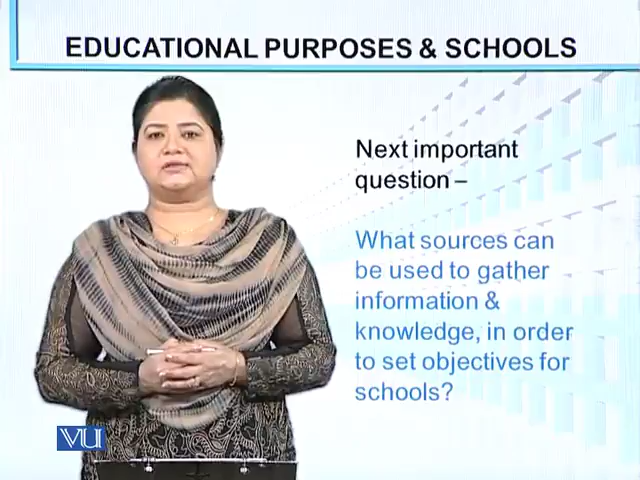 EDUCATIONAL PURPOSES & SCHOOLS
Next important
question –
What sources can
be used to gather
information &
knowledge, in order
to set objectives for
schools?
VU